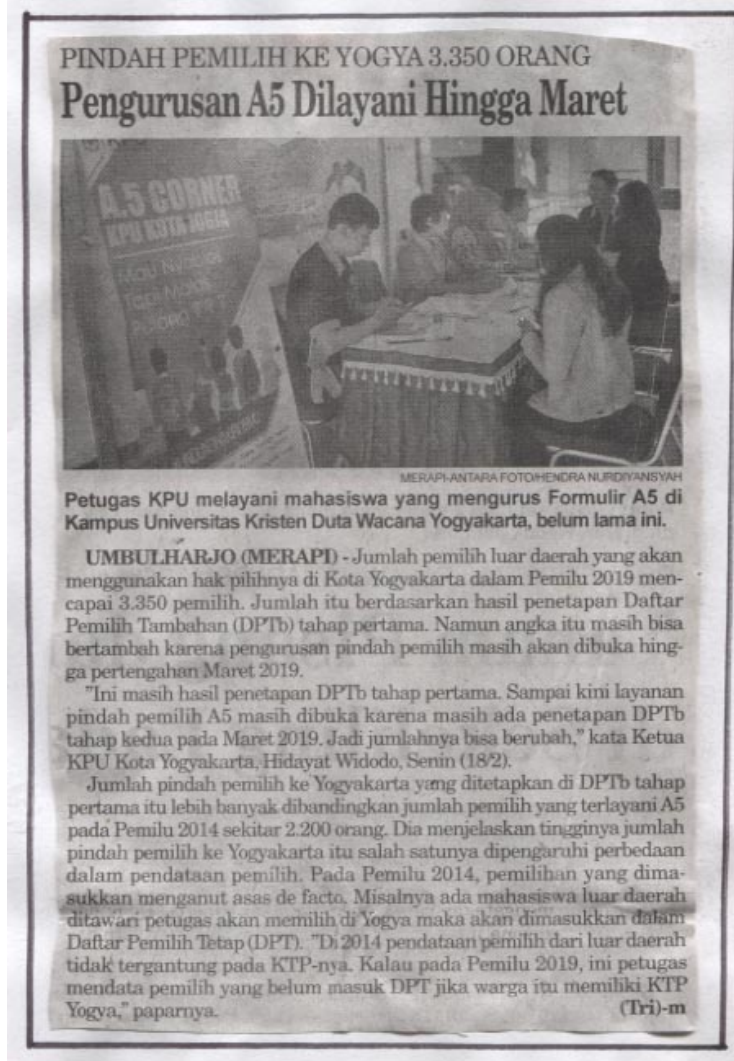 PINDAH PEMILIH KE YOGYA 3.350 ORANG
Pengurusan A5 Dilayani Hingga Maret
A.5 CORNER
KPU KOTA JOGJA
MERAPI-ANTARA FOTO/HENDRA NURDIYANSYAH
Petugas KPU melayani mahasiswa yang mengurus Formulir A5 di
Kampus Universitas Kristen Duta Wacana Yogyakarta, belum lama ini.
UMBULHARJO (MERAPI) - Jumlah pemilih luar daerah yang akan
menggunakan hak pilihnya di Kota Yogyakarta dalam Pemilu 2019 men-
capai 3.350 pemilih. Jumlah itu berdasarkan hasil penetapan Daftar
Pemilih Tambahan (DPTb) tahap pertama. Namun angka itu masih bisa
bertambah karena pengurusan pindah pemilih masih akan dibuka hing-
ga pertengahan Maret 2019.
"Ini masih hasil penetapan DPTb tahap pertama. Sampai kini layanan
pindah pemilih A5 masih dibuka karena masih ada penetapan DPTb
tahap kedua pada Maret 2019. Jadi jumlahnya bisa berubah," kata Ketua
KPU Kota Yogyakarta, Hidayat Widodo, Senin (18/2).
Jumlah pindah pemilih ke Yogyakarta yang ditetapkan di DPTb tahap
pertama itu lebih banyak dibandingkan jumlah pemilih yang terlayani A5
pada Pemilu 2014 sekitar 2.200 orang. Dia menjelaskan tingginya jumlah
pindah pemilih ke Yogyakarta itu salah satunya dipengaruhi perbedaan
dalam pendataan pemilih. Pada Pemilu 2014, pemilihan yang dima-
sukkan menganut asas de facto. Misalnya ada mahasiswa luar daerah
ditawari petugas akan memilih di Yogya maka akan dimasukkan dalam
Daftar Pemilih Tetap (DPT). "Di 2014 pendataan pemilih dari luar daerah
tidak tergantung pada KTP-nya. Kalau pada Pemilu 2019, ini petugas
mendata pemilih yang belum masuk DPT jika warga itu memiliki KTP
Yogya," paparnya. (Tri)-m